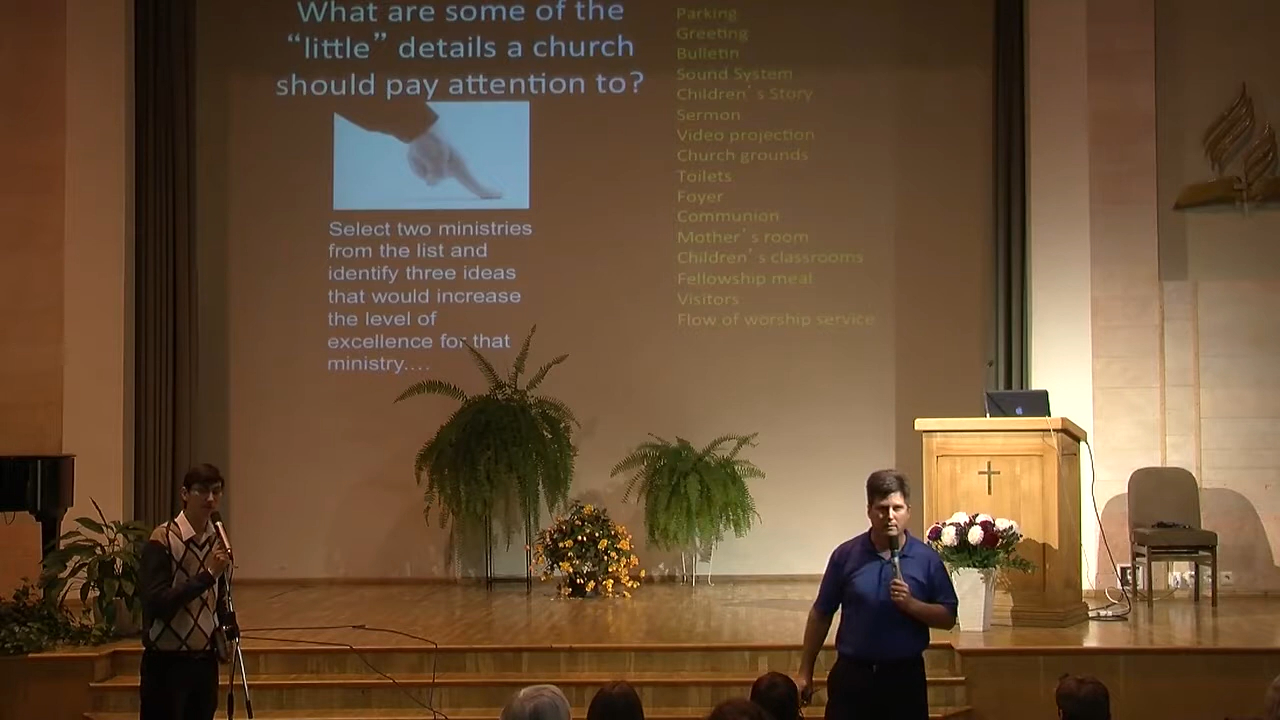 What are some of the
“little” details a church
should pay attention to?
Select two ministries
from the list and
identify three ideas
that would increase
the level of
excellence for that
ministry....
Parking
Greeting
Bulletin
Sound System
Children’s Story
Sermon
Video projection
Church grounds
Toilets
Foyer
Communion
Mother’s room
Children’s classrooms
Fellowship meal
Visitors
Flow of worship service